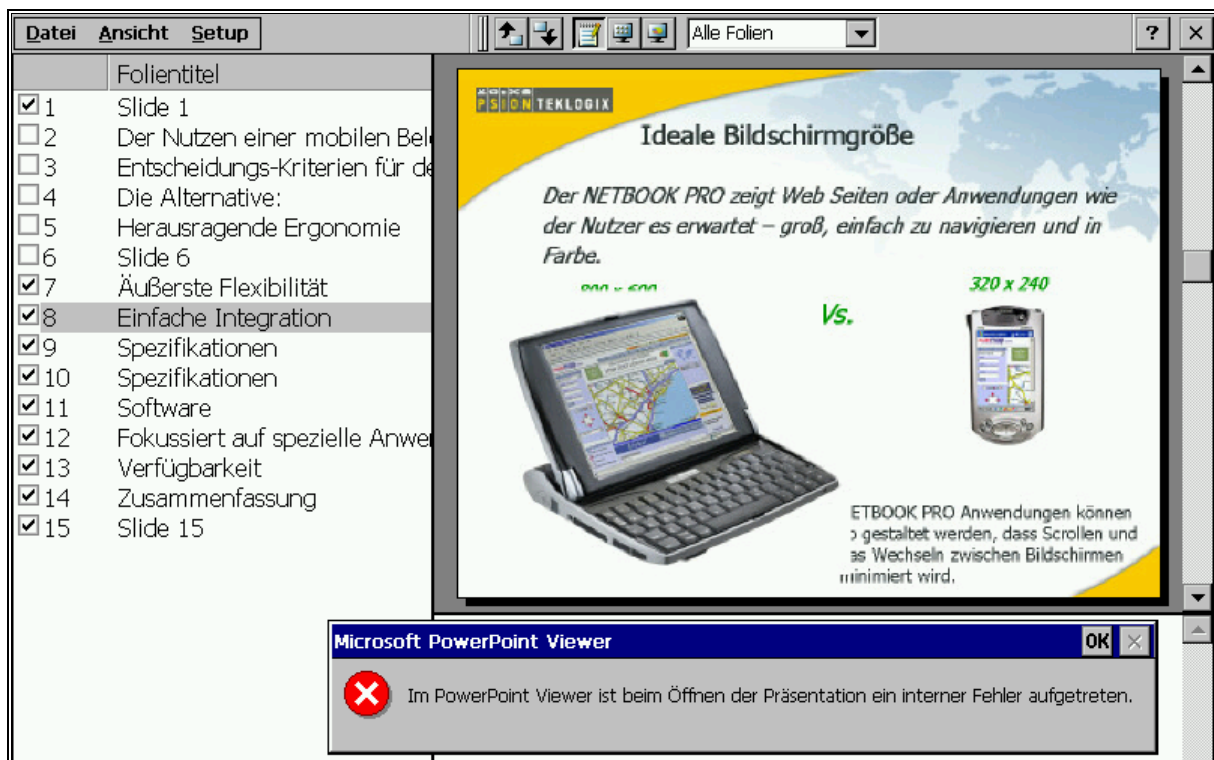 Datei Ansicht Setup
Alle Folien
?
Folientitel
1 Slide 1
2 Der Nutzen einer mobilen Bel
3 Entscheidungs-Kriterien für de
4 Die Alternative:
5 Herausragende Ergonomie
6 Slide 6
7 Äußerste Flexibilität
8 Einfache Integration
9 Spezifikationen
10 Spezifikationen
11 Software
12 Fokussiert auf spezielle Anwe
13 Verfügbarkeit
14 Zusammenfassung
15 Slide 15
PSION TEKLOGIX
Ideale Bildschirmgröße
Der NETBOOK PRO zeigt Web Seiten oder Anwendungen wie
der Nutzer es erwartet – groß, einfach zu navigieren und in
Farbe.
320 x 240
Vs.
ETBOOK PRO Anwendungen können
gestaltet werden, dass Scrollen und
as Wechseln zwischen Bildschirmen
minimiert wird.
Microsoft PowerPoint Viewer
OK
Im PowerPoint Viewer ist beim Öffnen der Präsentation ein interner Fehler aufgetreten.